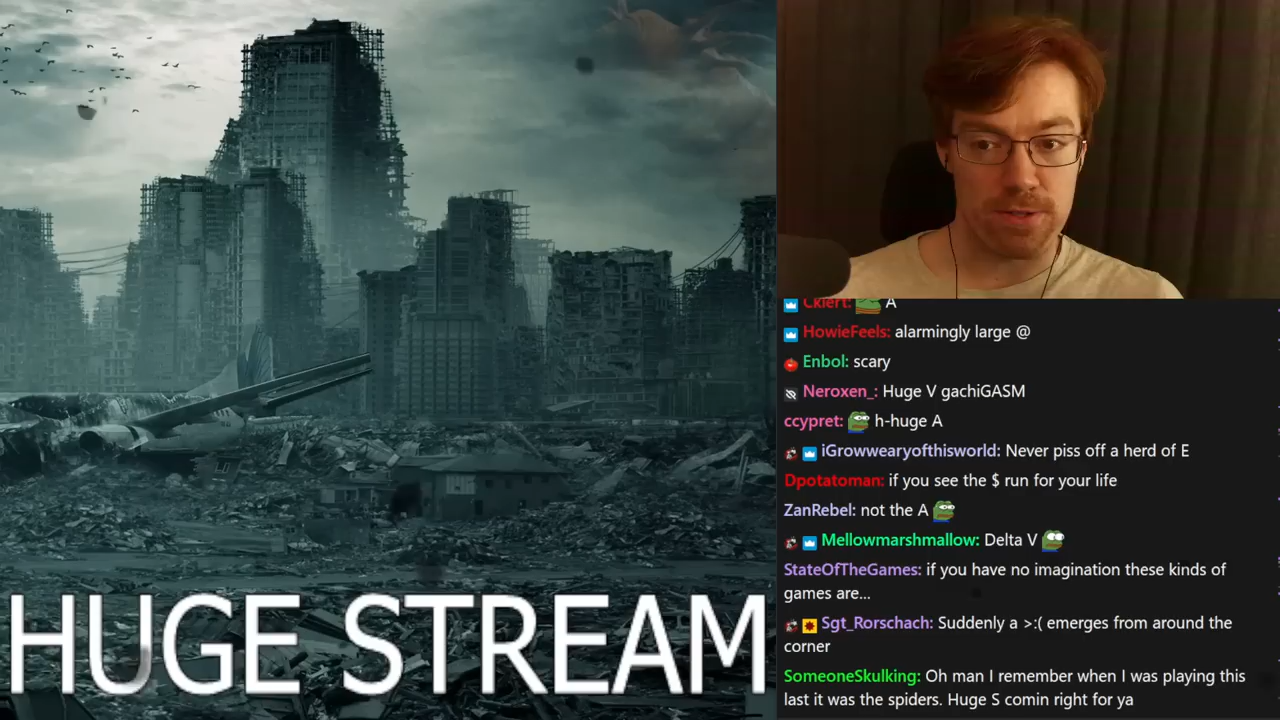 HUGE STREAM
Ckiert: A
HowieFeels: alarmingly large @
Enbol: scary
Neroxen_: Huge V gachiGASM
ccypret: h-huge A
iGrowwearyofthisworld: Never piss off a herd of E
Dpotatoman: if you see the $ run for your life
ZanRebel: not the A
Mellowmarshmallow: Delta V
StateOfTheGames: if you have no imagination these kinds of
games are...
Sgt_Rorschach: Suddenly a >:( emerges from around the
corner
SomeoneSkulking: Oh man I remember when I was playing this
last it was the spiders. Huge S comin right for ya